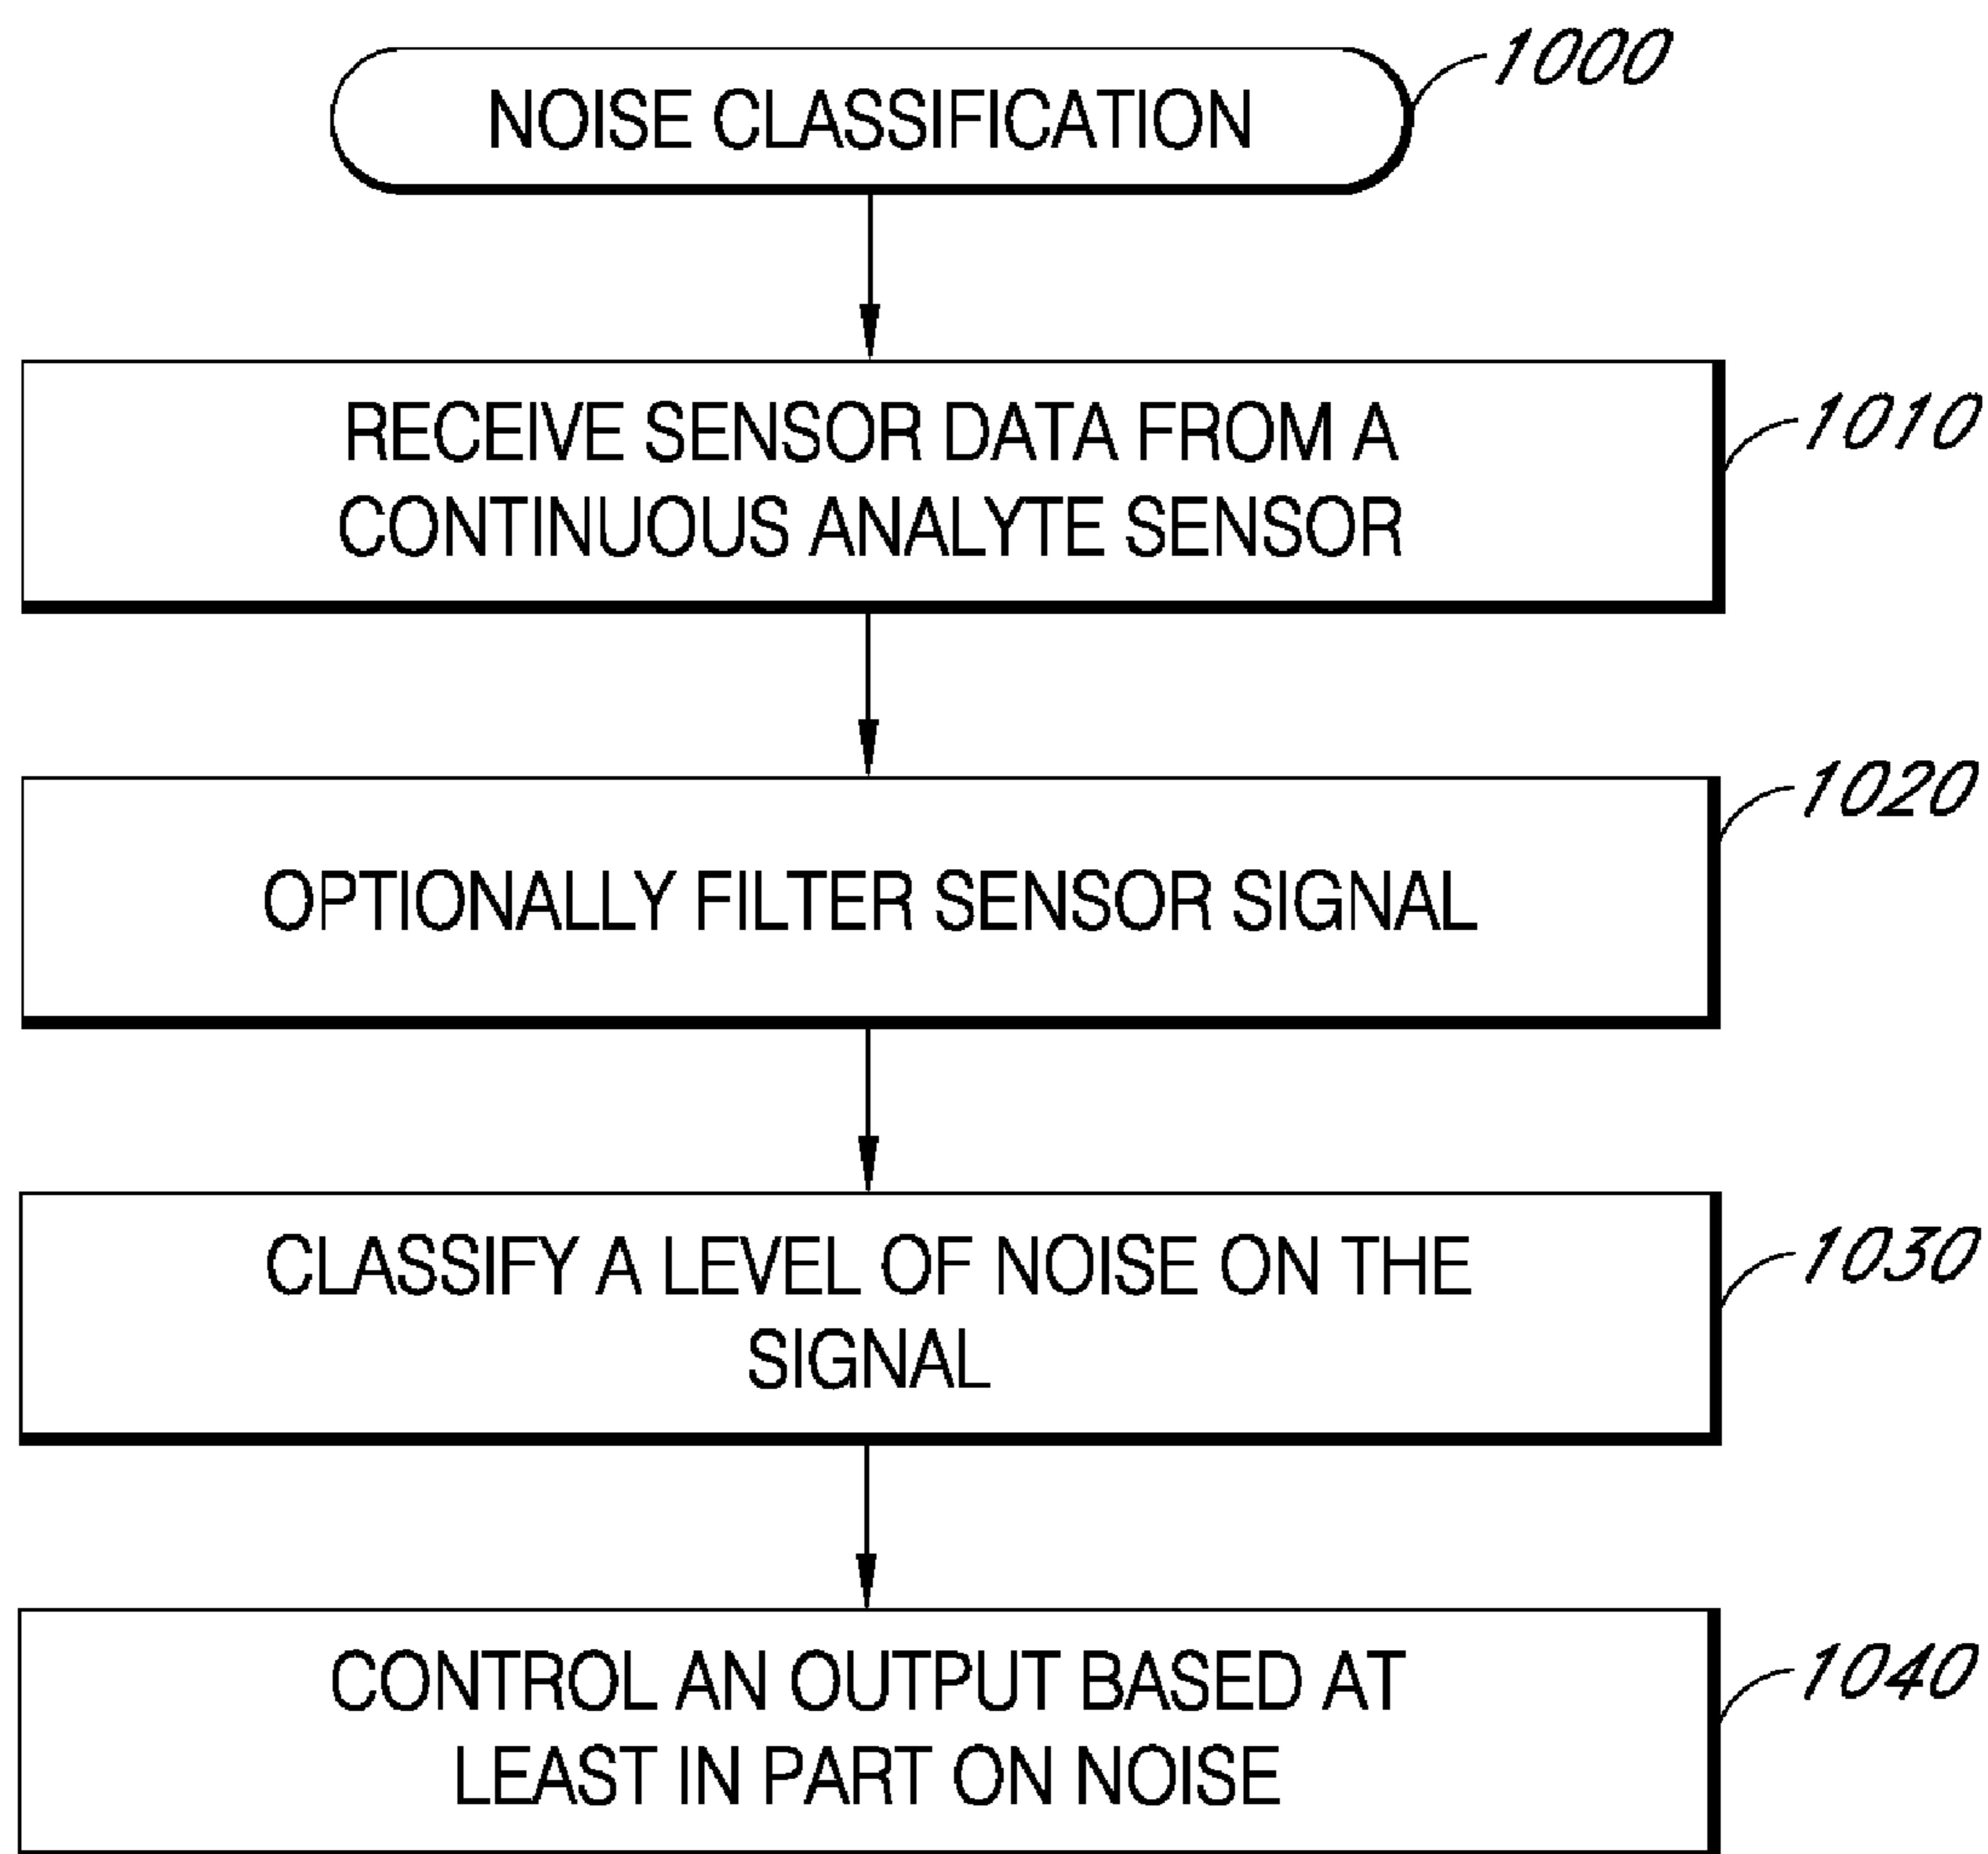 NOISE CLASSIFICATION
1000
RECEIVE SENSOR DATA FROM A
CONTINUOUS ANALYTE SENSOR
1010
OPTIONALLY FILTER SENSOR SIGNAL
1020
CLASSIFY A LEVEL OF NOISE ON THE
SIGNAL
1030
CONTROL AN OUTPUT BASED AT
LEAST IN PART ON NOISE
1040